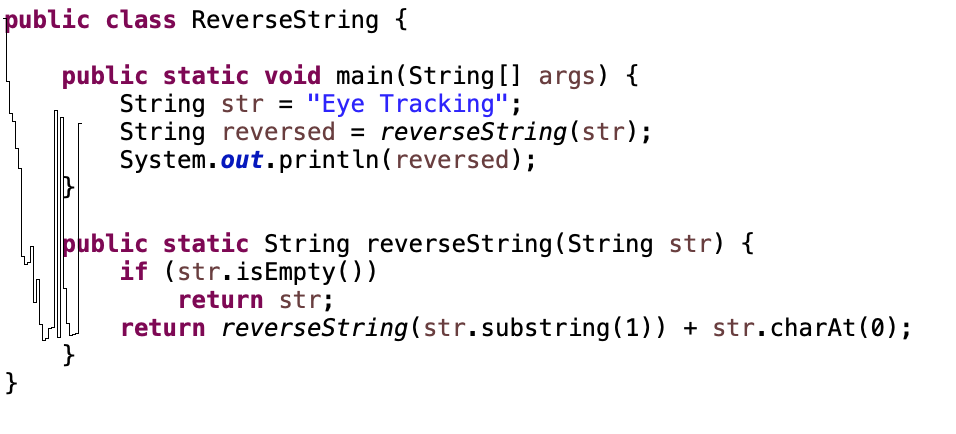 public class ReverseString {
public static void main(String[] args) {
String str = "Eye Tracking";
String reversed = reverseString(str);
System.out.println(reversed);
}
public static String reverseString(String str) {
if (str.isEmpty())
return str;
return reverseString(str.substring(1)) + str.charAt(0);
}
}